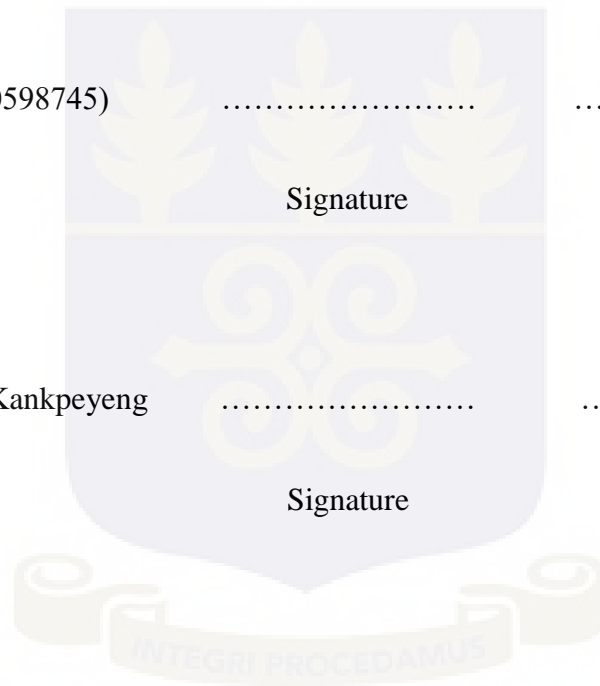 0598745) …………………… …
Signature
Kankpeyeng …………………… …
Signature
INTEGRI PROCEDAMUS